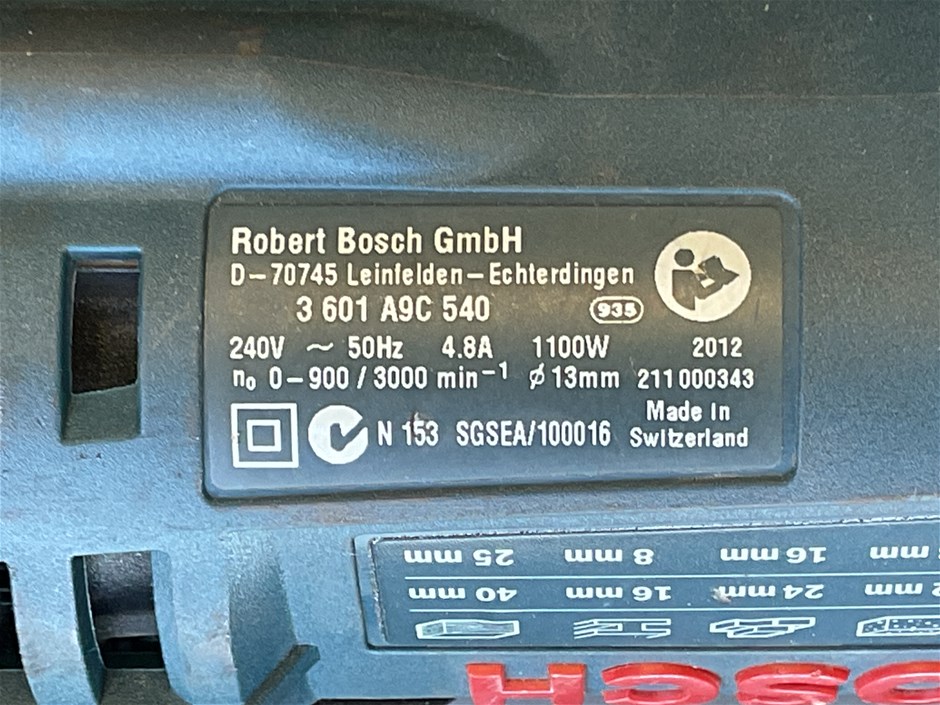 Robert Bosch GmbH
D-70745 Leinfelden-Echterdingen
3 601 A9C 540 935
240V ~ 50Hz 4.8A 1100W 2012
n₀ 0-900 / 3000 min⁻¹ ⌀ 13mm 211000343
N 153 SGSEA/100016 Made in
Switzerland
24 mm 16 mm 40 mm
16 mm 8 mm 25 mm
BOSCH